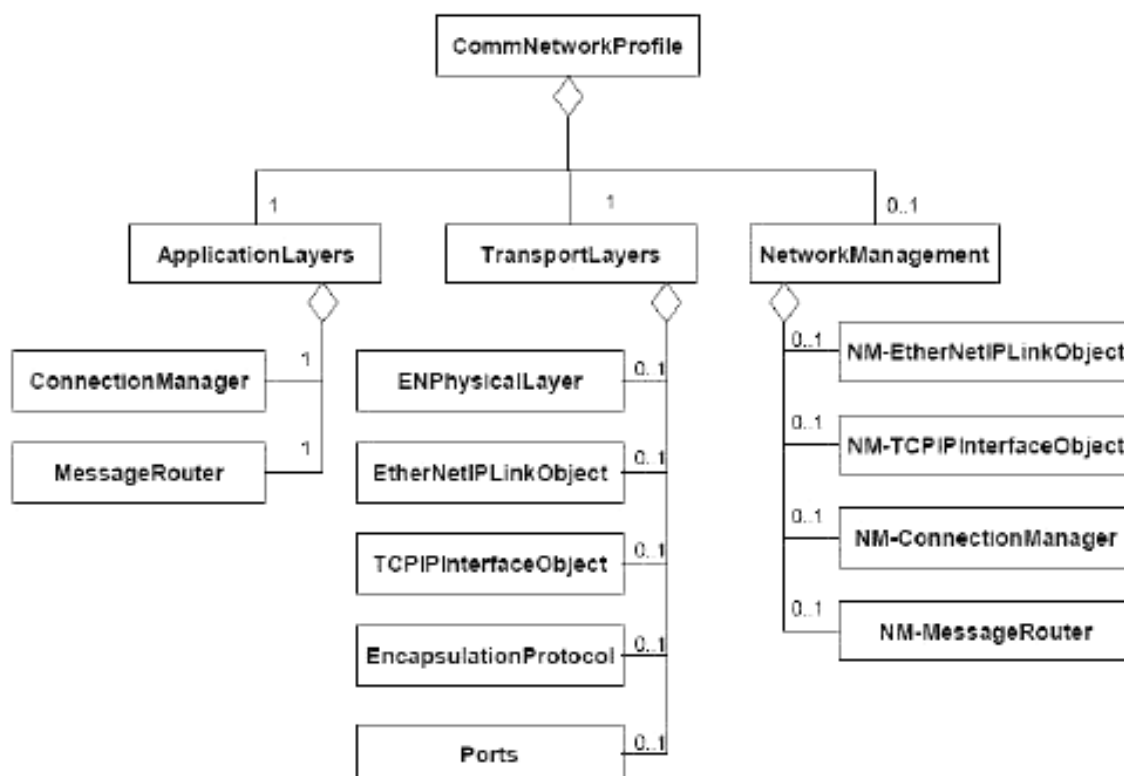 CommNetworkProfile
1
1
0..1
ApplicationLayers
TransportLayers
NetworkManagement
1
ConnectionManager
1
MessageRouter
0..1
ENPhysicalLayer
0..1
EtherNetIPLinkObject
0..1
TCPIPInterfaceObject
0..1
EncapsulationProtocol
0..1
Ports
0..1
NM-EtherNetIPLinkObject
0..1
NM-TCPIPInterfaceObject
0..1
NM-ConnectionManager
0..1
NM-MessageRouter